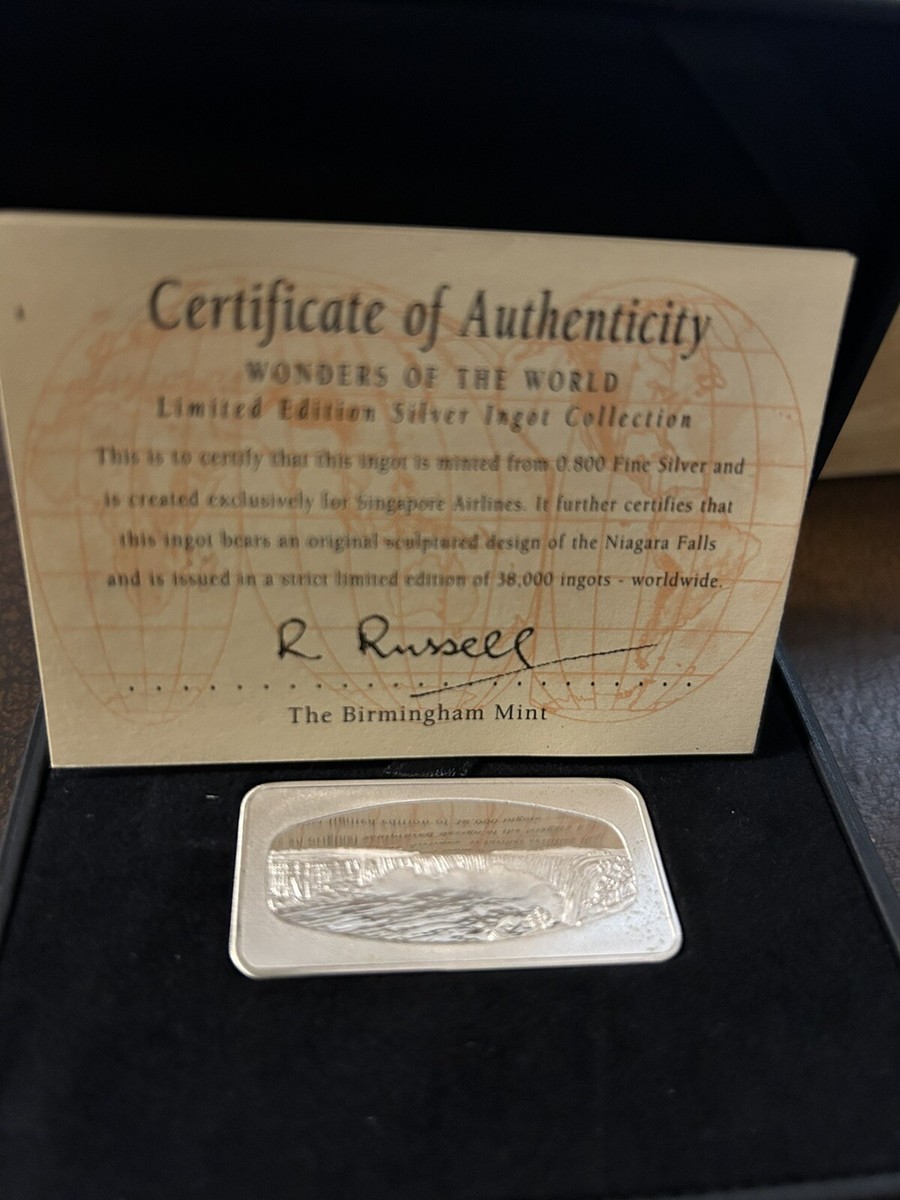 Certificate of Authenticity
WONDERS OF THE WORLD
Limited Edition Silver Ingot Collection
This is to certify that this ingot is minted from 0.800 Fine Silver and
is created exclusively for Singapore Airlines. It further certifies that
this ingot bears an original sculptured design of the Niagara Falls
and is issued in a strict limited edition of 38,000 ingots - worldwide.
R Russell
The Birmingham Mint